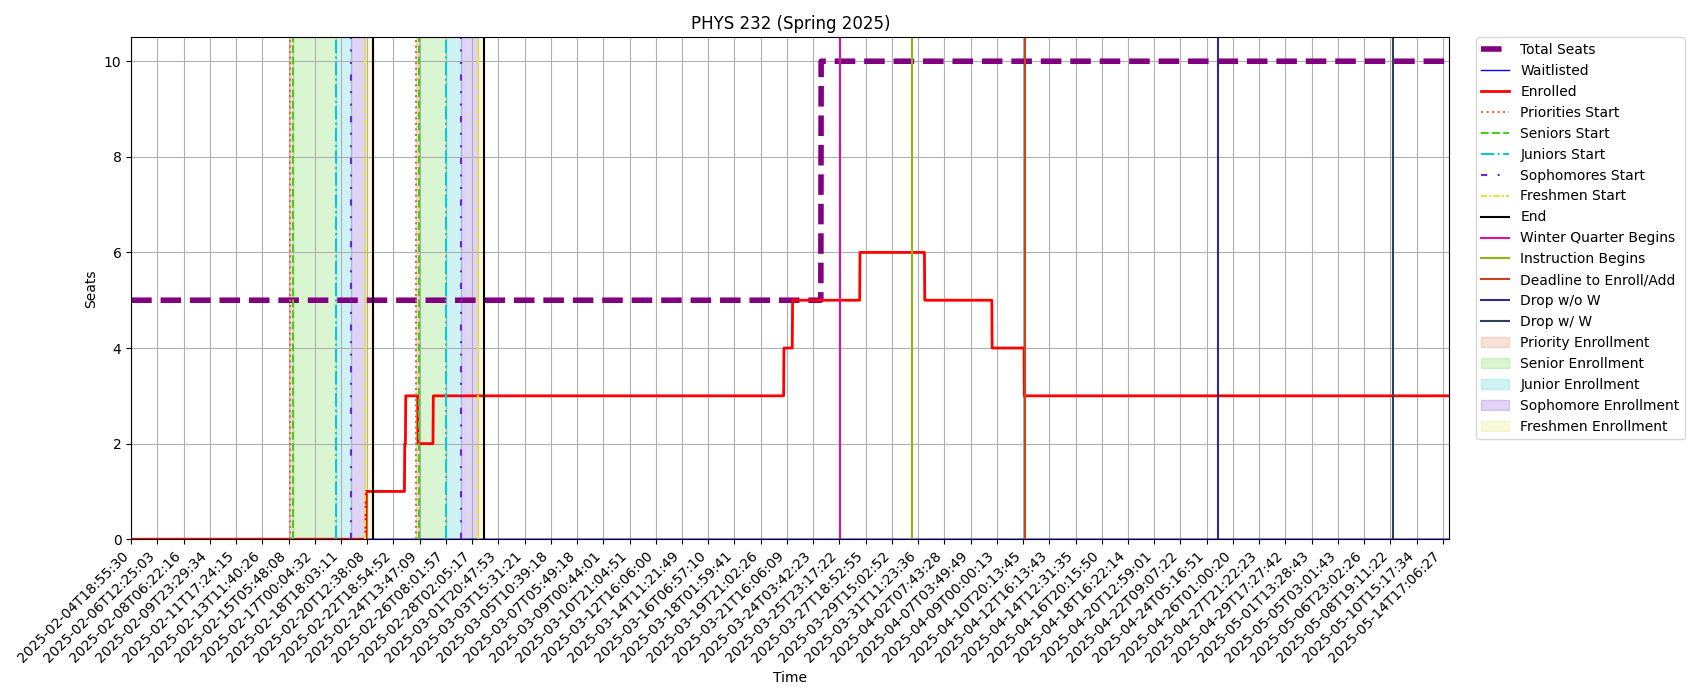 PHYS 232 (Spring 2025)
10
8
6
4
2
0
Seats
2025-02-04T18:55:30
2025-02-06T12:25:03
2025-02-08T06:22:16
2025-02-09T23:29:34
2025-02-11T17:24:15
2025-02-13T11:40:26
2025-02-15T05:48:08
2025-02-17T00:04:32
2025-02-18T18:03:11
2025-02-20T12:38:08
2025-02-22T18:54:52
2025-02-24T13:47:09
2025-02-26T08:01:57
2025-02-28T02:05:17
2025-03-01T20:47:53
2025-03-03T15:31:21
2025-03-05T10:39:18
2025-03-07T05:49:18
2025-03-09T00:44:01
2025-03-10T21:04:51
2025-03-12T16:06:00
2025-03-14T11:21:49
2025-03-16T06:57:10
2025-03-18T01:59:41
2025-03-19T21:02:26
2025-03-21T16:06:09
2025-03-24T03:42:23
2025-03-25T23:17:22
2025-03-27T18:52:55
2025-03-29T15:02:52
2025-03-31T11:23:36
2025-04-02T07:43:28
2025-04-07T03:49:49
2025-04-09T00:00:13
2025-04-10T20:13:45
2025-04-12T16:13:43
2025-04-14T12:31:35
2025-04-16T20:15:50
2025-04-18T16:22:14
2025-04-20T12:59:01
2025-04-22T09:07:22
2025-04-24T05:16:51
2025-04-26T01:00:20
2025-04-27T21:22:23
2025-04-29T17:27:42
2025-05-01T13:28:43
2025-05-05T03:01:43
2025-05-06T23:02:26
2025-05-08T19:11:22
2025-05-10T15:17:34
2025-05-14T17:06:27
Time
Total Seats
Waitlisted
Enrolled
Priorities Start
Seniors Start
Juniors Start
Sophomores Start
Freshmen Start
End
Winter Quarter Begins
Instruction Begins
Deadline to Enroll/Add
Drop w/o W
Drop w/ W
Priority Enrollment
Senior Enrollment
Junior Enrollment
Sophomore Enrollment
Freshmen Enrollment